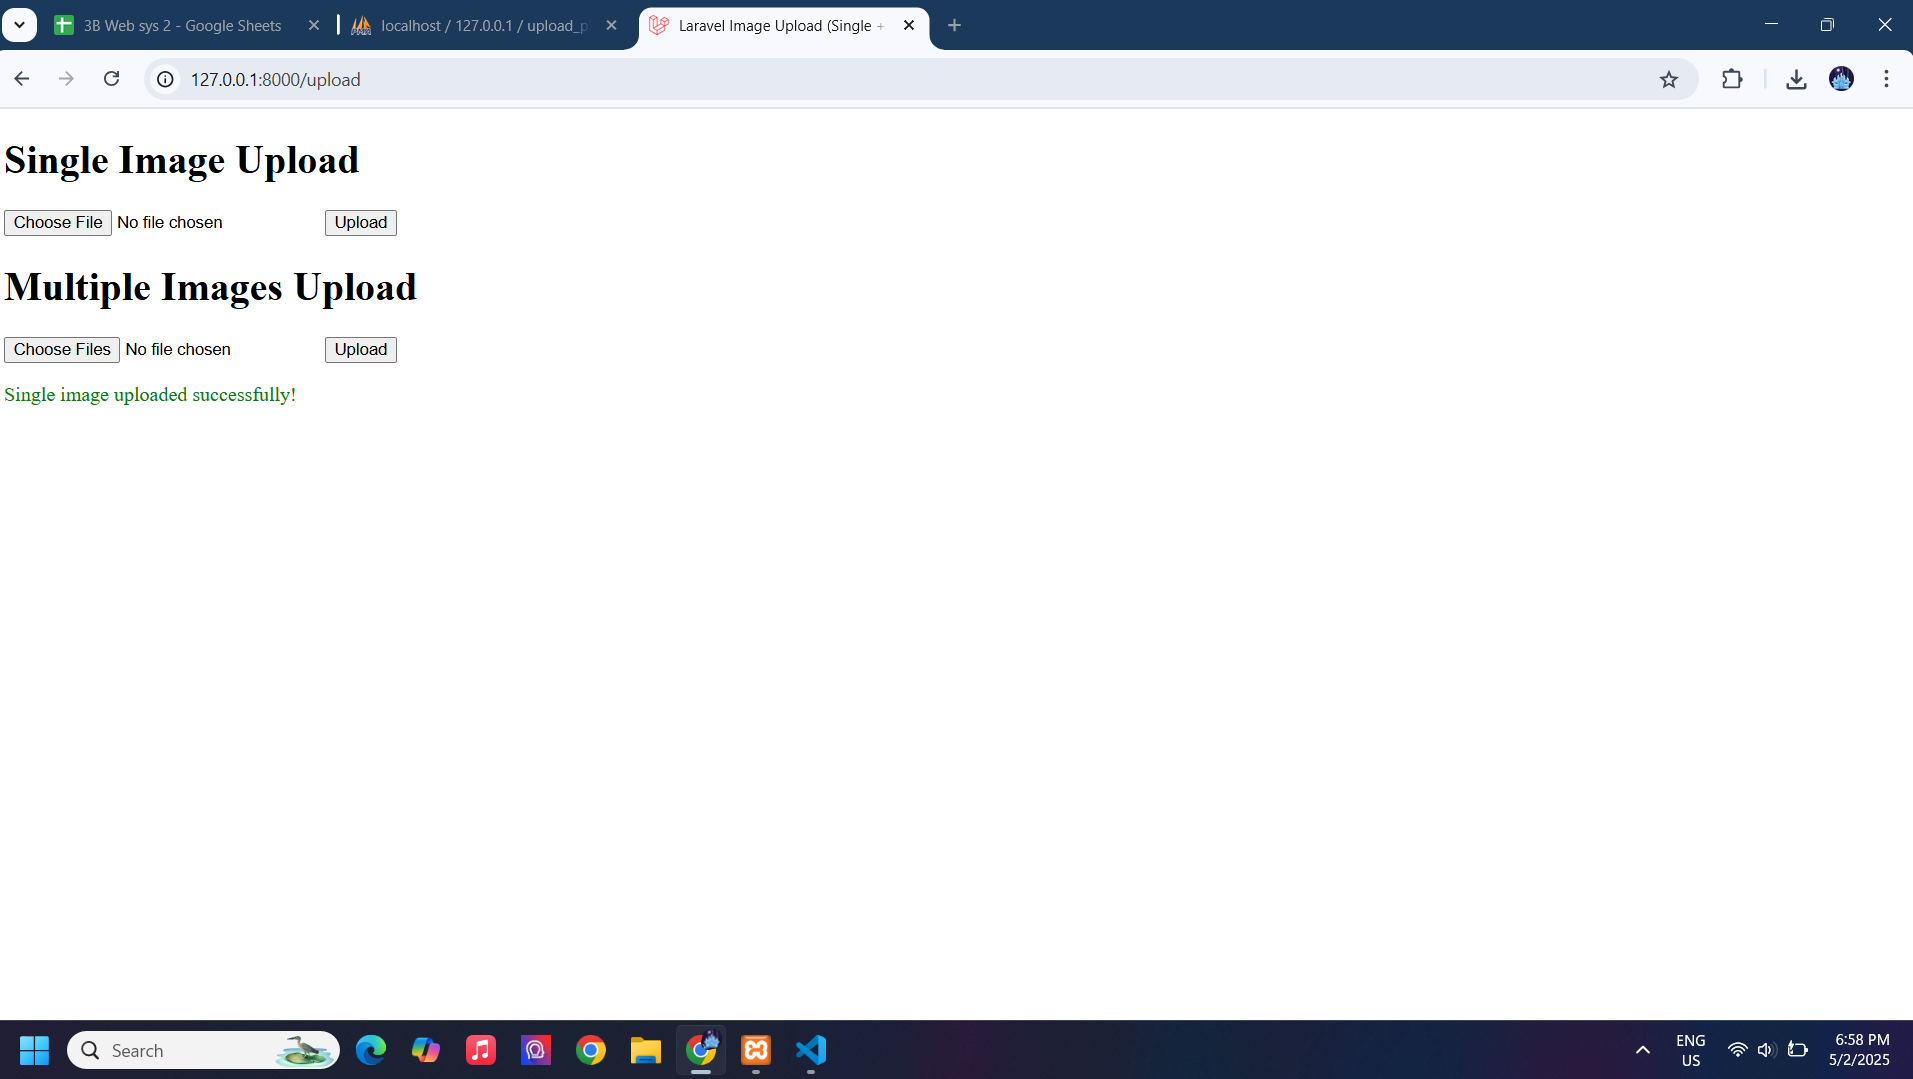 3B Web sys 2 - Google Sheets
localhost / 127.0.0.1 / upload_p
Laravel Image Upload (Single +
127.0.0.1:8000/upload
Single Image Upload
Choose File No file chosen Upload
Multiple Images Upload
Choose Files No file chosen Upload
Single image uploaded successfully!
Search
ENG
US
6:58 PM
5/2/2025